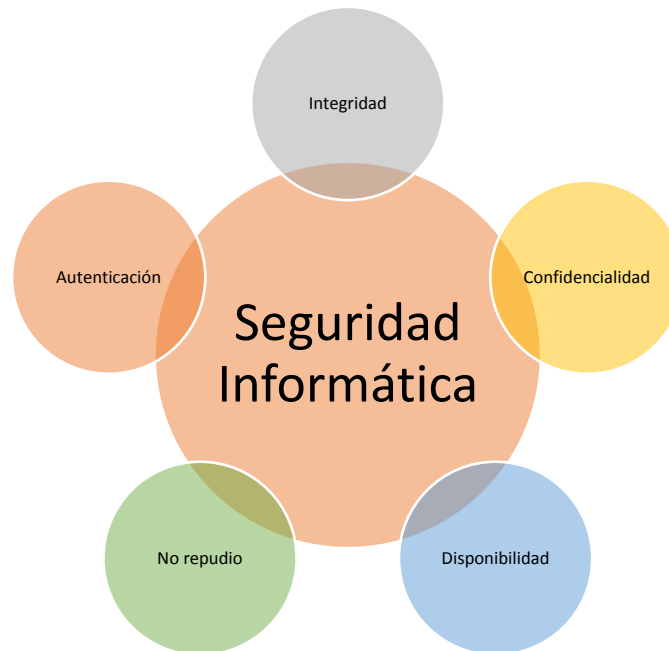 Integridad
Autenticación
Confidencialidad
Seguridad
Informática
No repudio
Disponibilidad